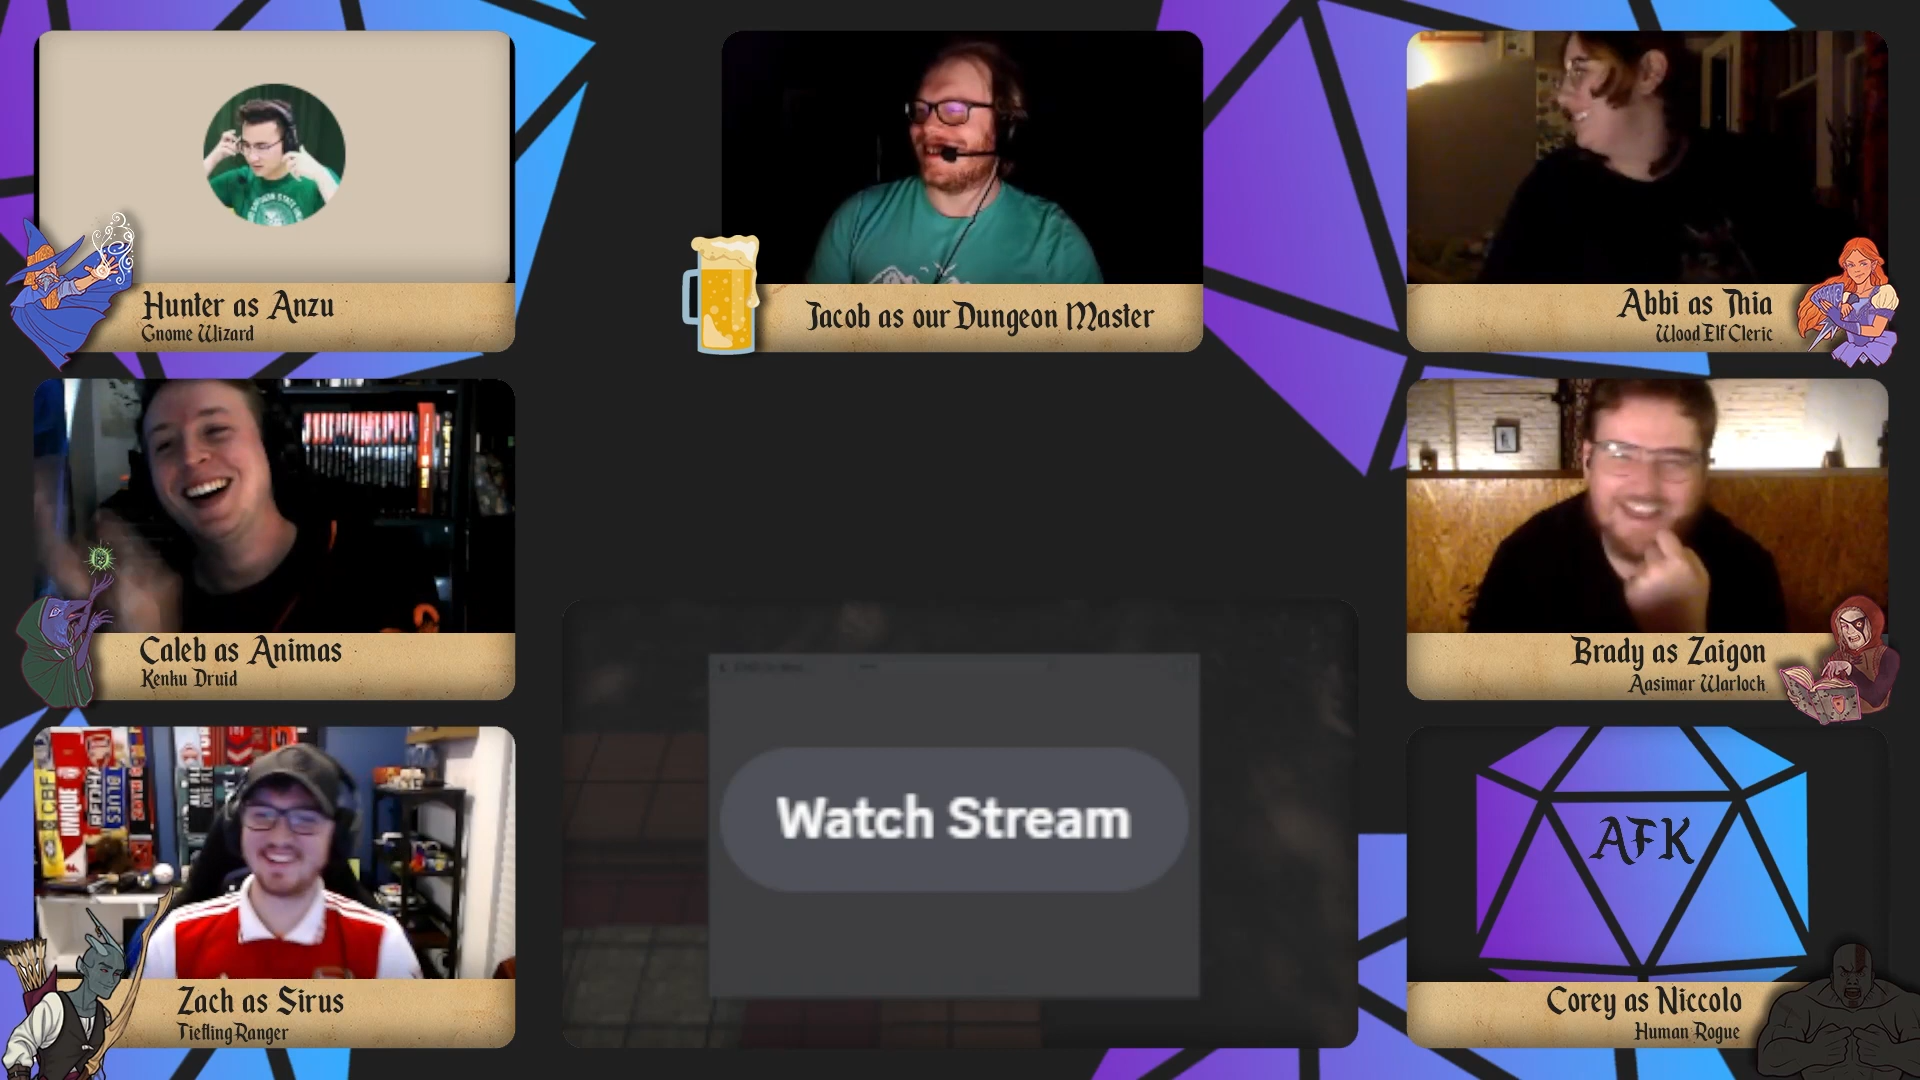 Hunter as Anzu
Gnome Wizard
Jacob as our Dungeon Master
Abbi as Thia
Wood Elf Cleric
Caleb as Animas
Kenku Druid
Brady as Zaigon
Aasimar Warlock
UNIQUE
BLUES
Watch Stream
AFK
Zach as Sirus
Tiefling Ranger
Corey as Niccolo
Human Rogue